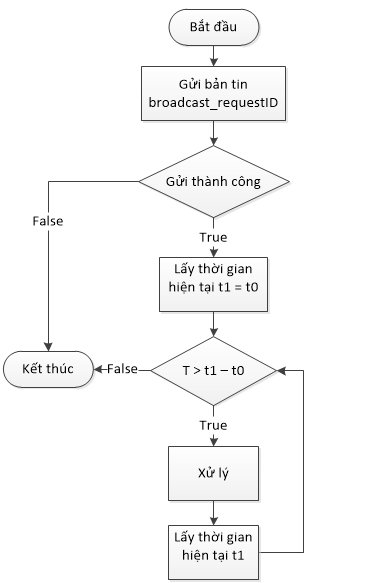 Bắt đầu
Gửi bản tin
broadcast_requestID
Gửi thành công
False
True
Lấy thời gian
hiện tại t1 = t0
Kết thúc
False
T > t1 – t0
True
Xử lý
Lấy thời gian
hiện tại t1